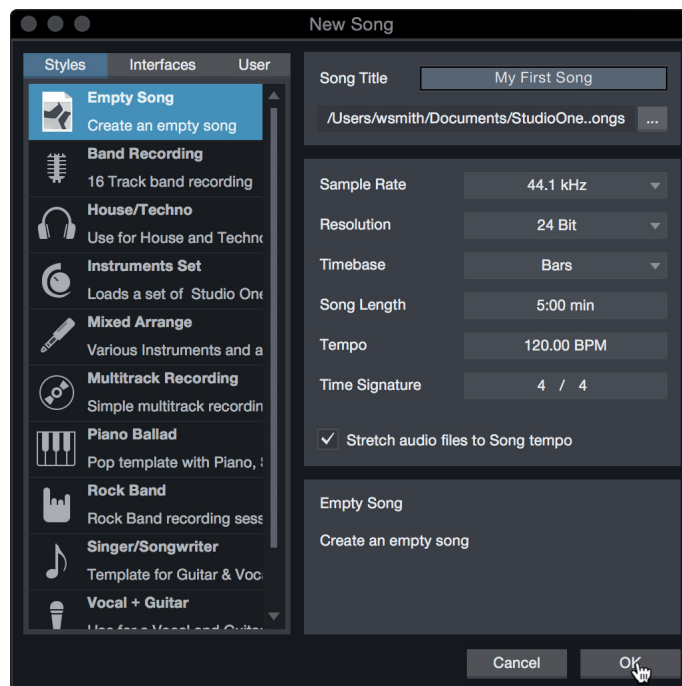 New Song
Styles Interfaces User
Empty Song
Create an empty song
Band Recording
16 Track band recording
House/Techno
Use for House and Techno
Instruments Set
Loads a set of Studio One
Mixed Arrange
Various Instruments and a
Multitrack Recording
Simple multitrack recordin
Piano Ballad
Pop template with Piano,
Rock Band
Rock Band recording sess
Singer/Songwriter
Template for Guitar & Voc
Vocal + Guitar
Use for a Vocal and Guita
Song Title My First Song
/Users/wsmith/Documents/StudioOne..ongs ...
Sample Rate 44.1 kHz
Resolution 24 Bit
Timebase Bars
Song Length 5:00 min
Tempo 120.00 BPM
Time Signature 4 / 4
Stretch audio files to Song tempo
Empty Song
Create an empty song
Cancel OK